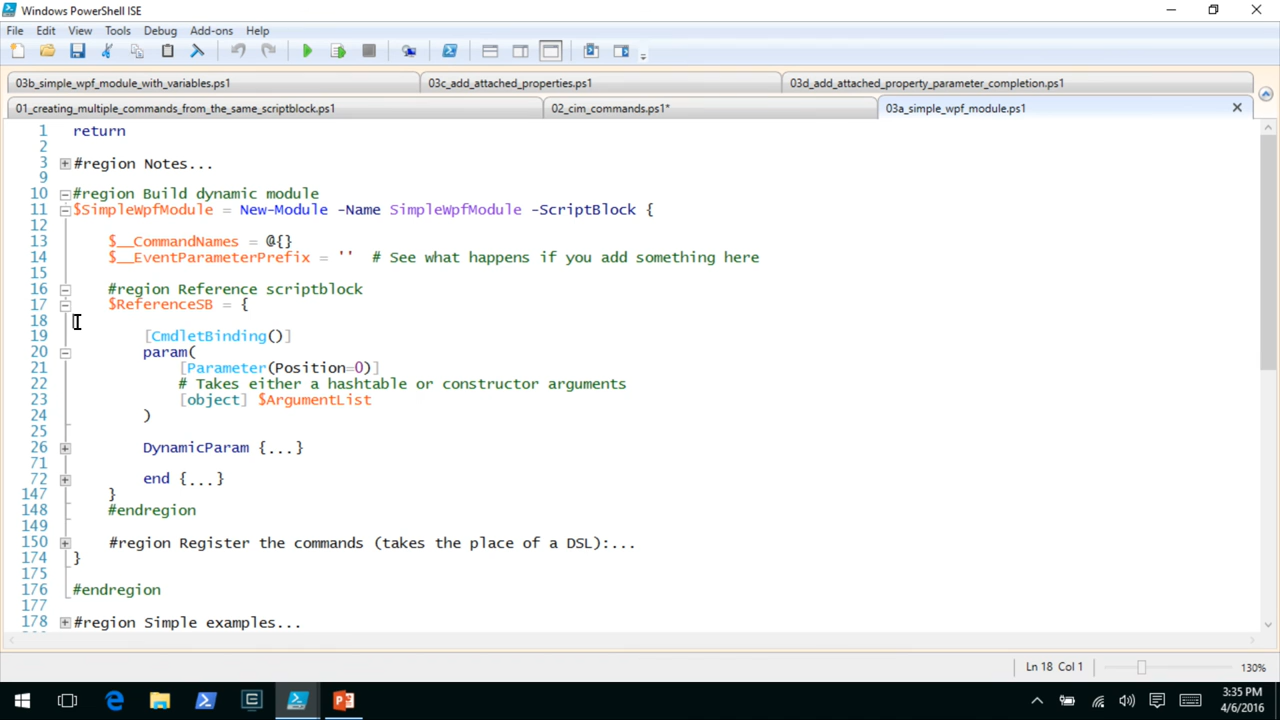 Windows PowerShell ISE
File Edit View Tools Debug Add-ons Help
03b_simple_wpf_module_with_variables.ps1 03c_add_attached_properties.ps1 03d_add_attached_property_parameter_completion.ps1
01_creating_multiple_commands_from_the_same_scriptblock.ps1 02_cim_commands.ps1* 03a_simple_wpf_module.ps1
1 return
2
3 #region Notes...
9
10 #region Build dynamic module
11 $SimpleWpfModule = New-Module -Name SimpleWpfModule -ScriptBlock {
12
13 $__CommandNames = @{}
14 $__EventParameterPrefix = '' # See what happens if you add something here
15
16 #region Reference scriptblock
17 $ReferenceSB = {
18
19 [CmdletBinding()]
20 param(
21 [Parameter(Position=0)]
22 # Takes either a hashtable or constructor arguments
23 [object] $ArgumentList
24 )
25
26 DynamicParam {...}
71
72 end {...}
147 }
148 #endregion
149
150 #region Register the commands (takes the place of a DSL):...
174 }
175
176 #endregion
177
178 #region Simple examples...
Ln 18 Col 1 130%
3:35 PM
4/6/2016